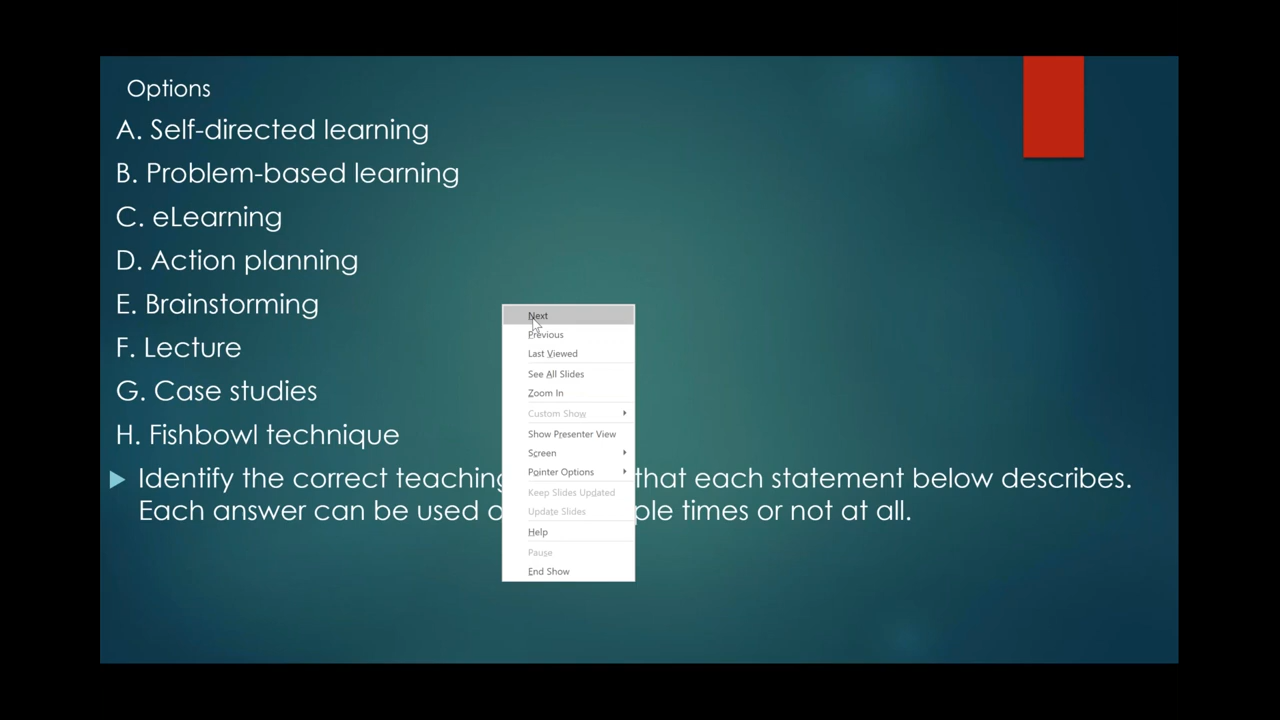 Options
A. Self-directed learning
B. Problem-based learning
C. eLearning
D. Action planning
E. Brainstorming
F. Lecture
G. Case studies
H. Fishbowl technique
Identify the correct teaching that each statement below describes.
Each answer can be used times or not at all.
Next
Previous
Last Viewed
See All Slides
Zoom In
Custom Show
Show Presenter View
Screen
Pointer Options
Keep Slides Updated
Update Slides
Help
Pause
End Show